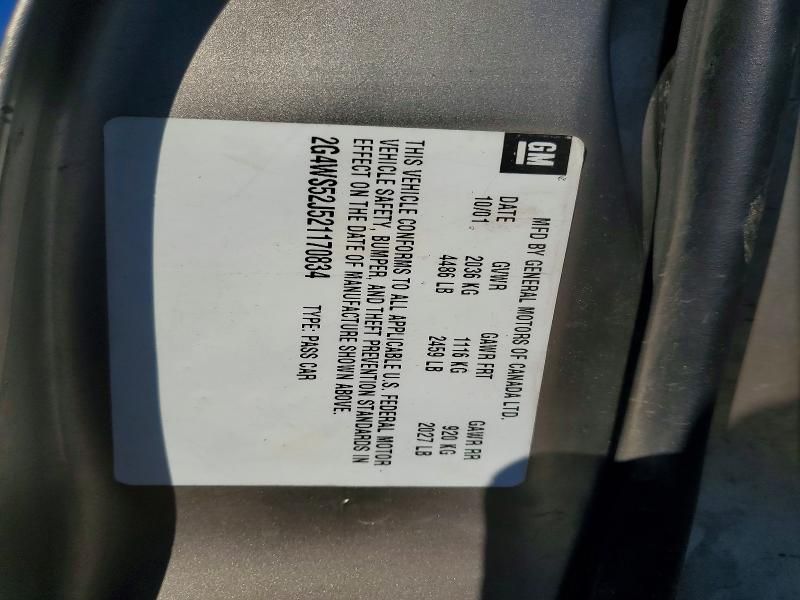 GM
MFD BY GENERAL MOTORS OF CANADA LTD.
DATE GVWR GAWR FRT GAWR RR
10/01 2036 KG 1116 KG 920 KG
4486 LB 2459 LB 2027 LB
THIS VEHICLE CONFORMS TO ALL APPLICABLE U.S. FEDERAL MOTOR
VEHICLE SAFETY, BUMPER, AND THEFT PREVENTION STANDARDS IN
EFFECT ON THE DATE OF MANUFACTURE SHOWN ABOVE.
2G4WS52J521170834 TYPE: PASS CAR